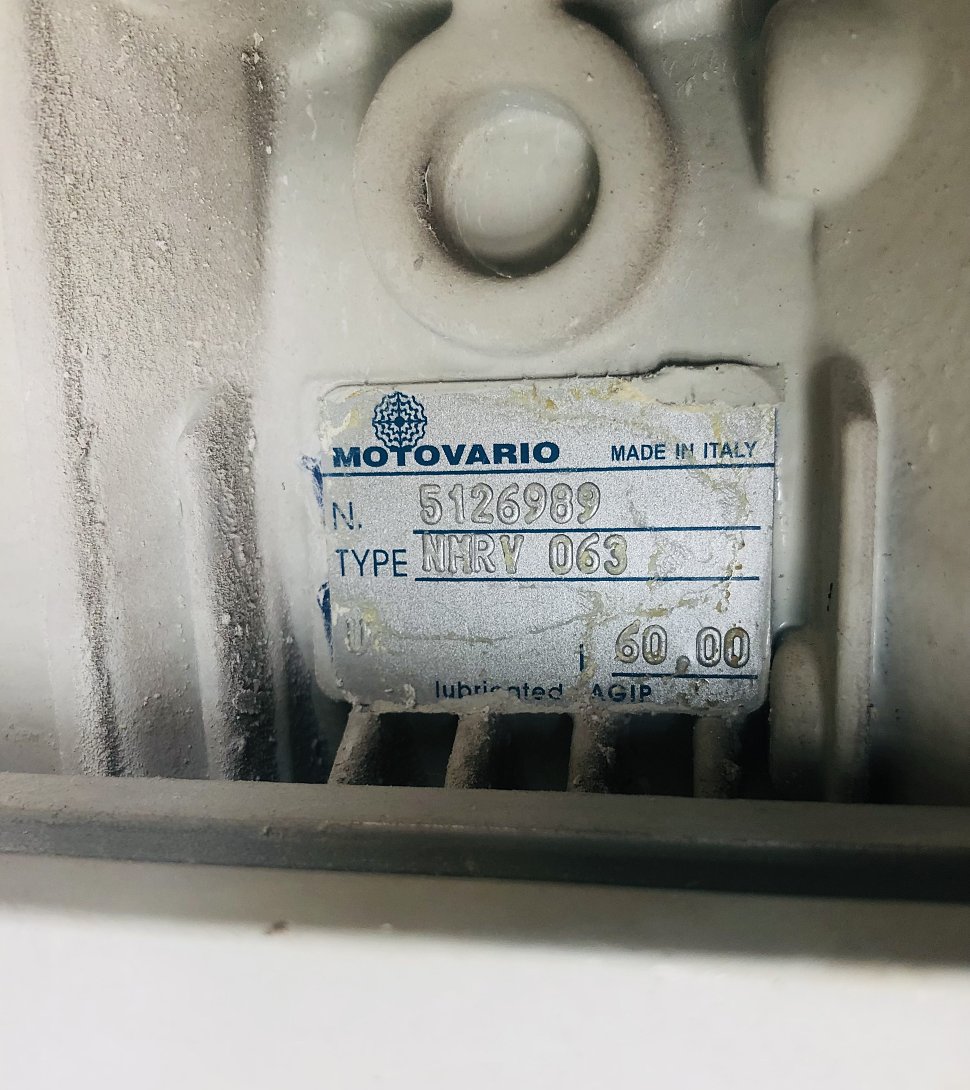 MOTOVARIO MADE IN ITALY
N. 5126989
TYPE NMRV 063
i 60.00
lubricated AGIP